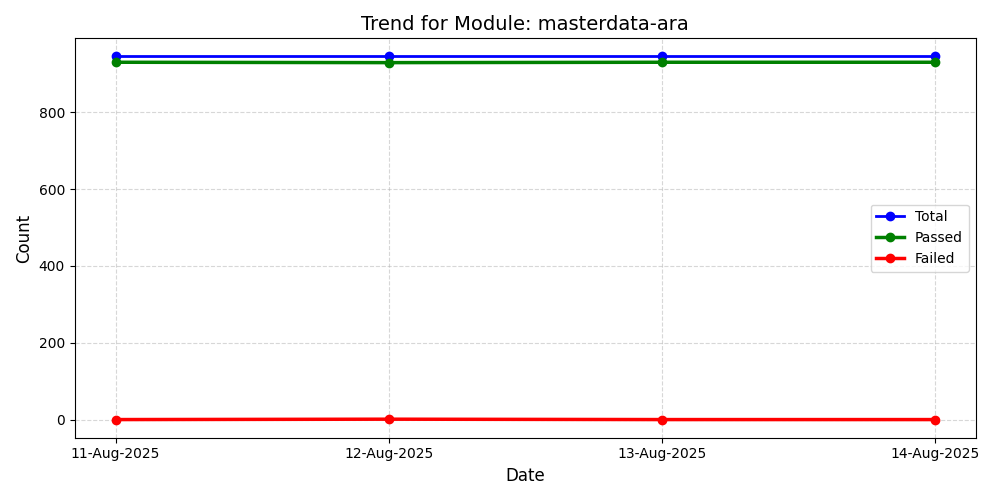 Trend for Module: masterdata-ara
Count
800
600
400
200
0
Total
Passed
Failed
11-Aug-2025
12-Aug-2025
13-Aug-2025
14-Aug-2025
Date